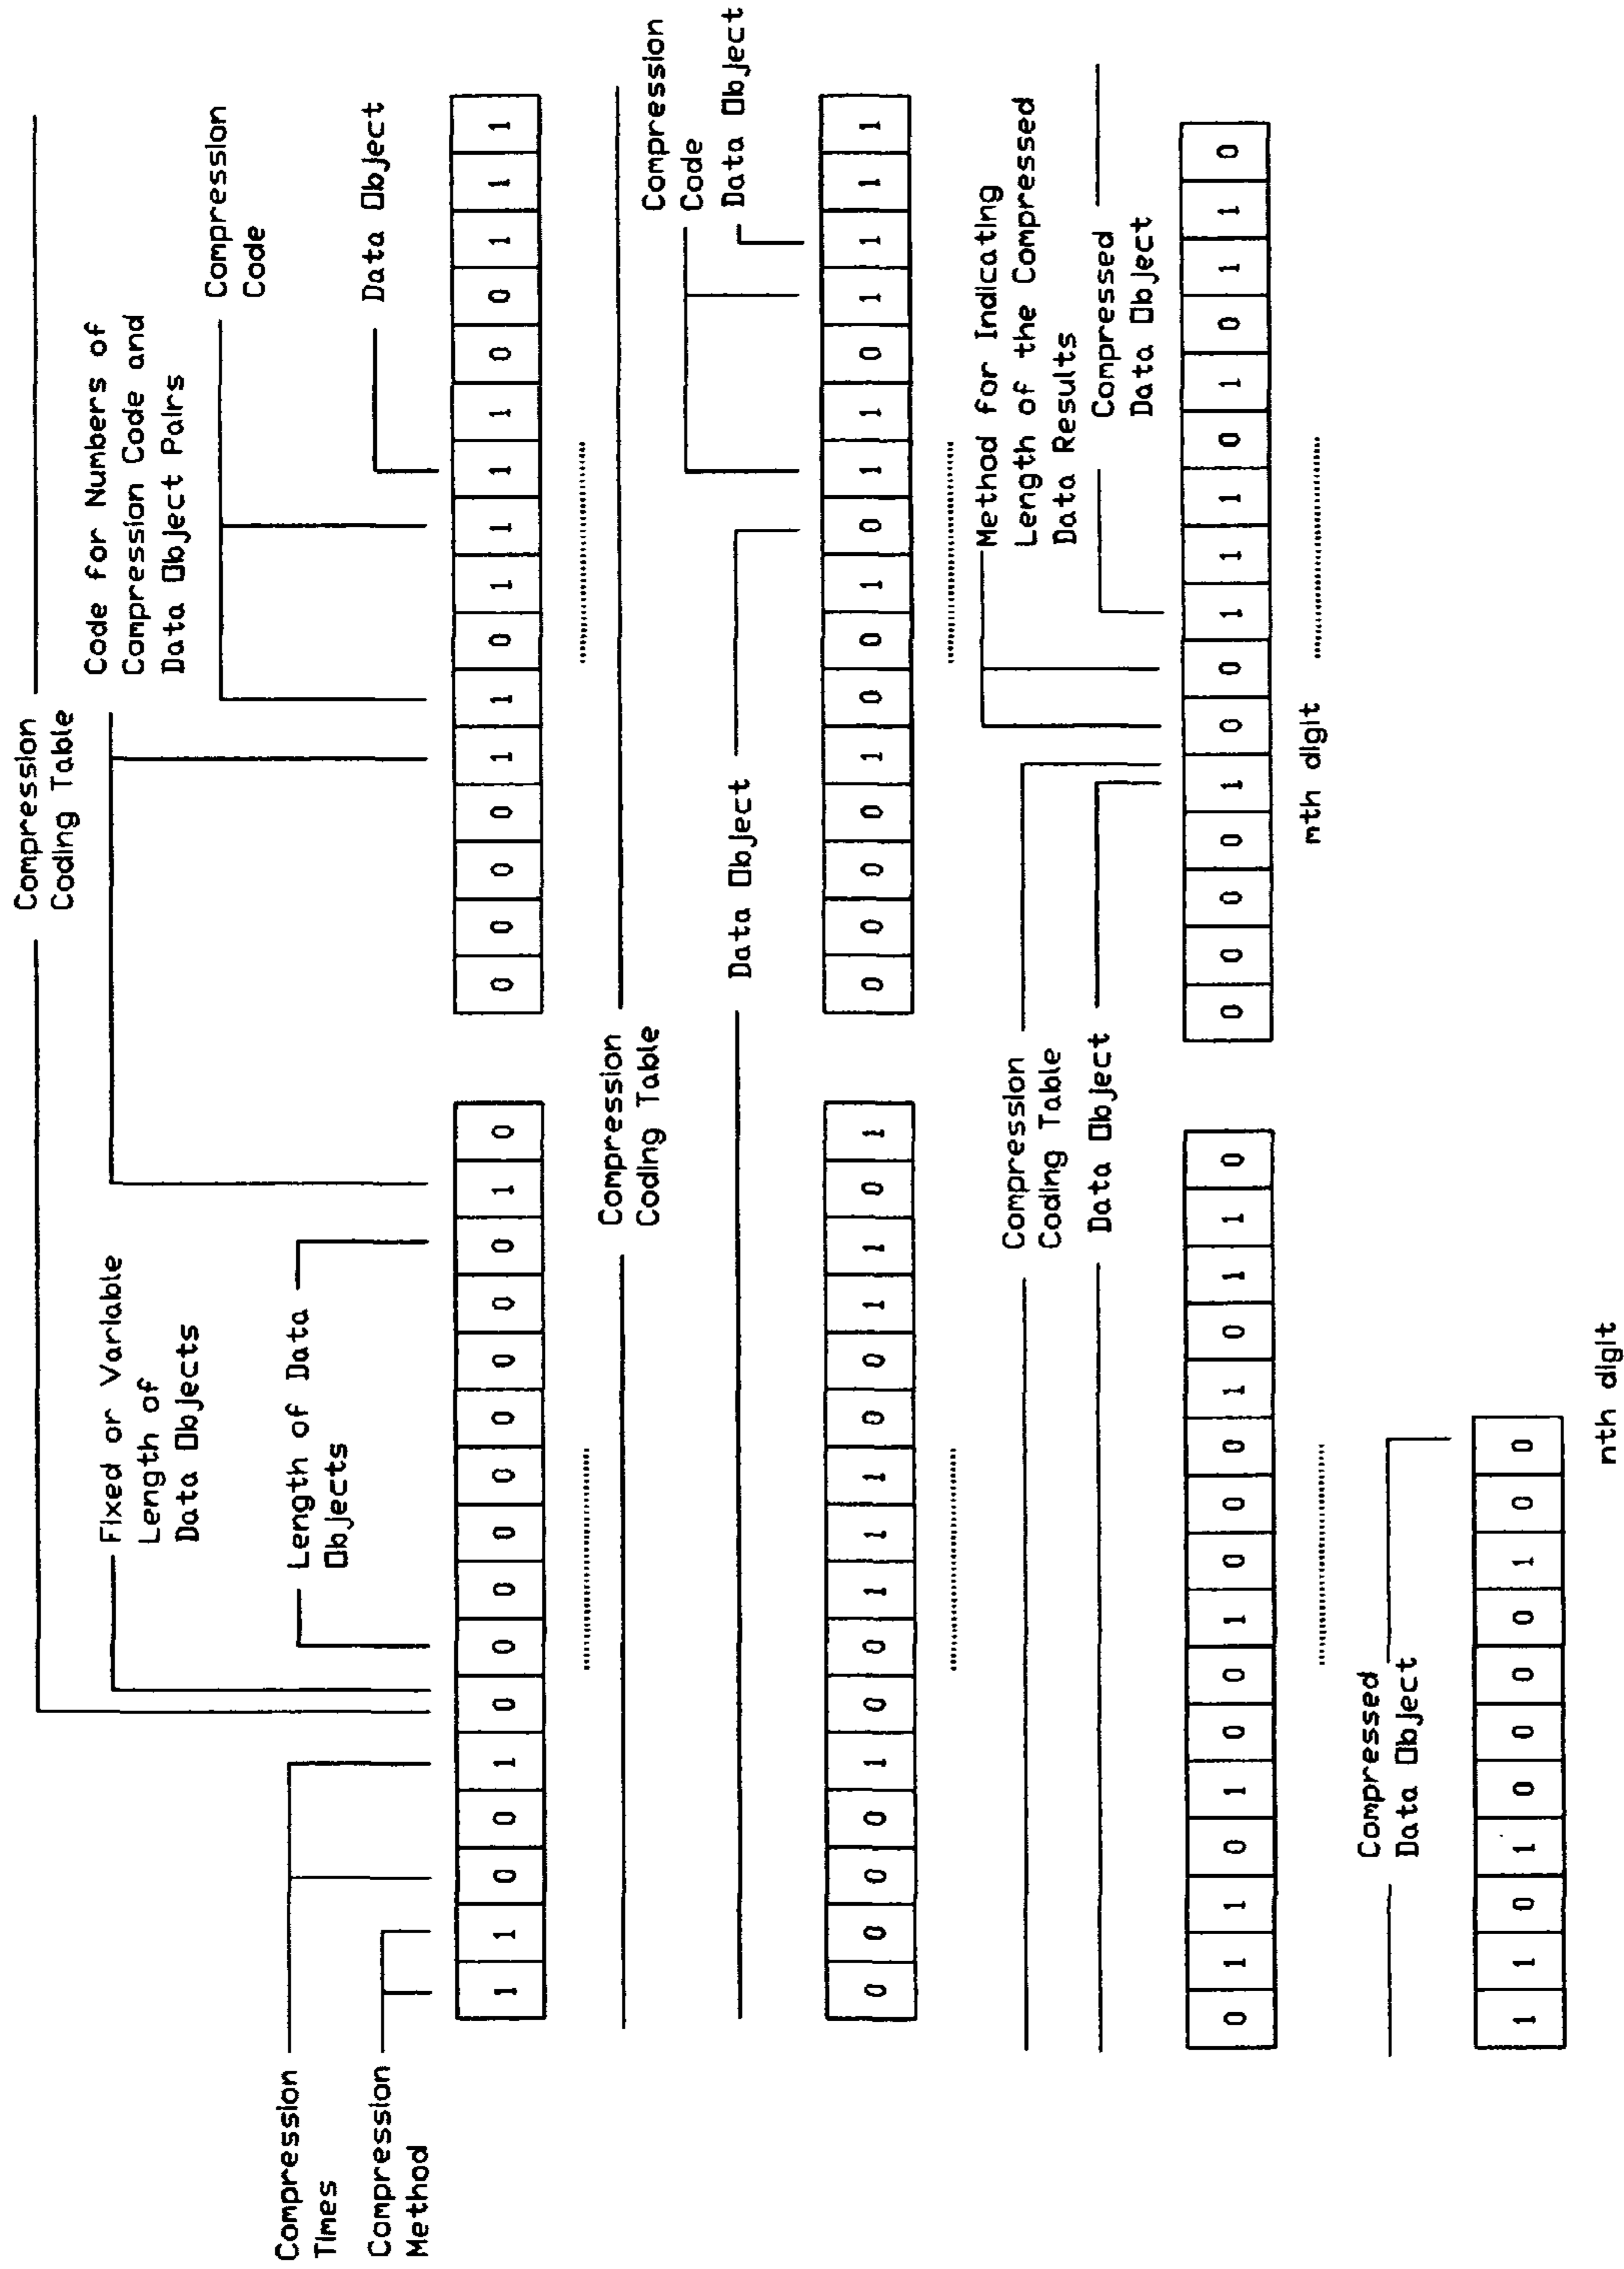 Compression
Coding Table
Fixed or Variable
Length of
Data Objects
Code for Numbers of
Compression Code and
Data Object Pairs
Compression
Code
Compression
Times
Length of Data
Objects
Data Object
Compression
Method
1 1 0 0 1 0 0 0 0 0 0 0 0 0 1 0
0 0 0 0 1 1 0 1 1 1 1 0 0 1 1 1
Compression
Coding Table
Compression
Code
Data Object
Data Object
0 0 0 0 1 0 0 1 1 1 0 0 1 1 0 1
0 0 0 0 1 0 0 1 0 1 1 0 1 1 1 1
Compression
Coding Table
Method for Indicating
Length of the Compressed
Data Results
Data Object
Compressed
Data Object
0 1 1 0 1 0 0 1 0 0 0 1 0 1 1 0
0 0 0 0 1 0 0 1 1 1 0 1 0 1 1 0
mth digit
Compressed
Data Object
1 1 0 1 0 0 0 0 1 0 0
nth digit